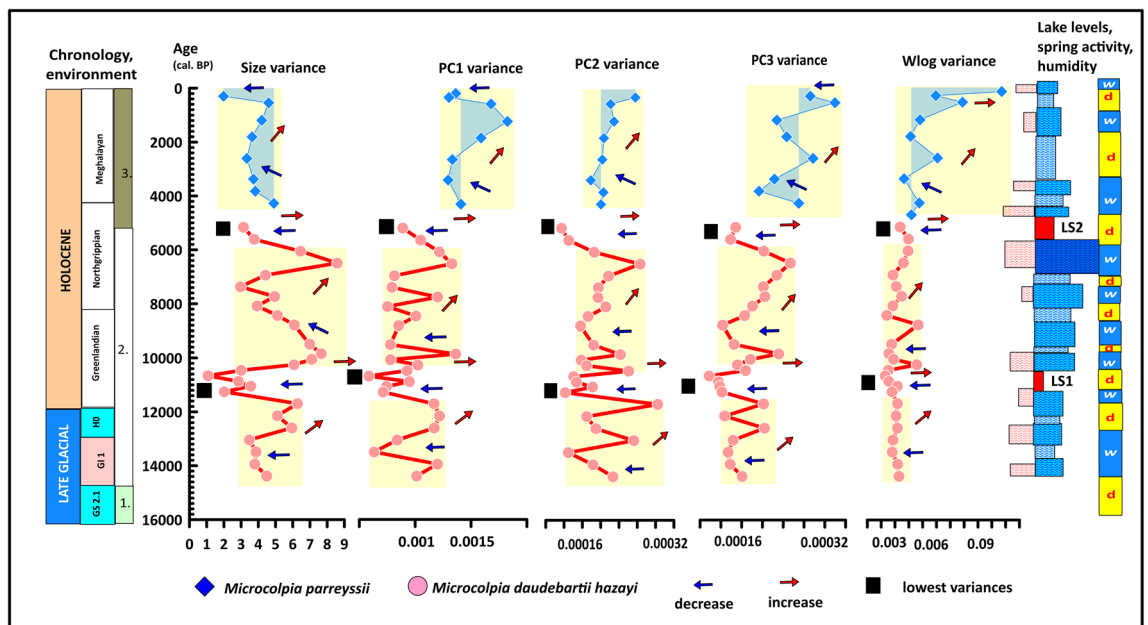 Chronology,
environment
Age
(cal. BP)
Size variance
PC1 variance
PC2 variance
PC3 variance
Wlog variance
Lake levels,
spring activity,
humidity
HOLOCENE
LATE GLACIAL
Meghalayan
Northgrippian
Greenlandian
H0
GI 1
GS 2.1
3.
2.
1.
0
2000
4000
6000
8000
10000
12000
14000
16000
LS2
LS1
w
d
w
d
w
d
w
d
w
d
w
d
w
d
w
d
w
d
0 1 2 3 4 5 6 7 8 9
0.001 0.0015
0.00016 0.00032
0.00016 0.00032
0.003 0.006 0.09
Microcolpia parreyssii
Microcolpia daudebartii hazayi
decrease
increase
lowest variances